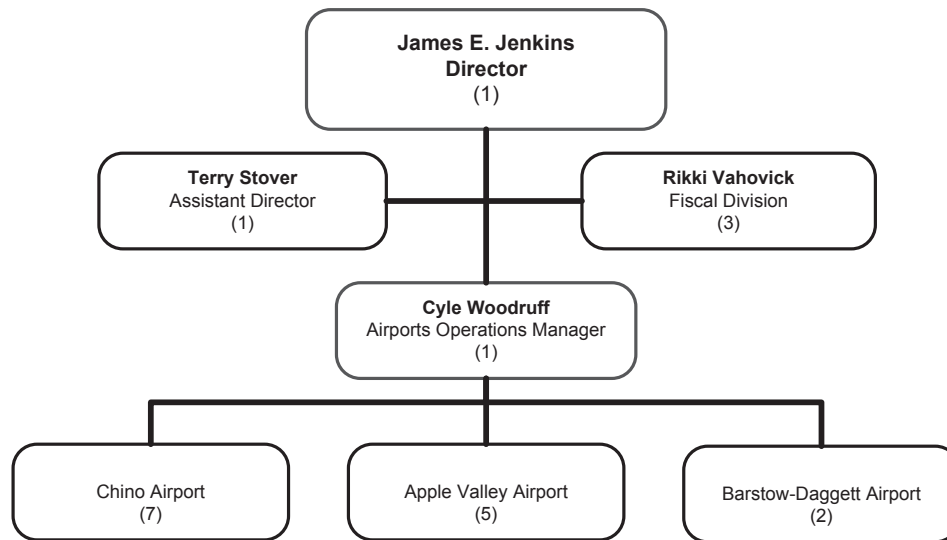 James E. Jenkins
Director
(1)
Terry Stover
Assistant Director
(1)
Rikki Vahovick
Fiscal Division
(3)
Cyle Woodruff
Airports Operations Manager
(1)
Chino Airport
(7)
Apple Valley Airport
(5)
Barstow-Daggett Airport
(2)